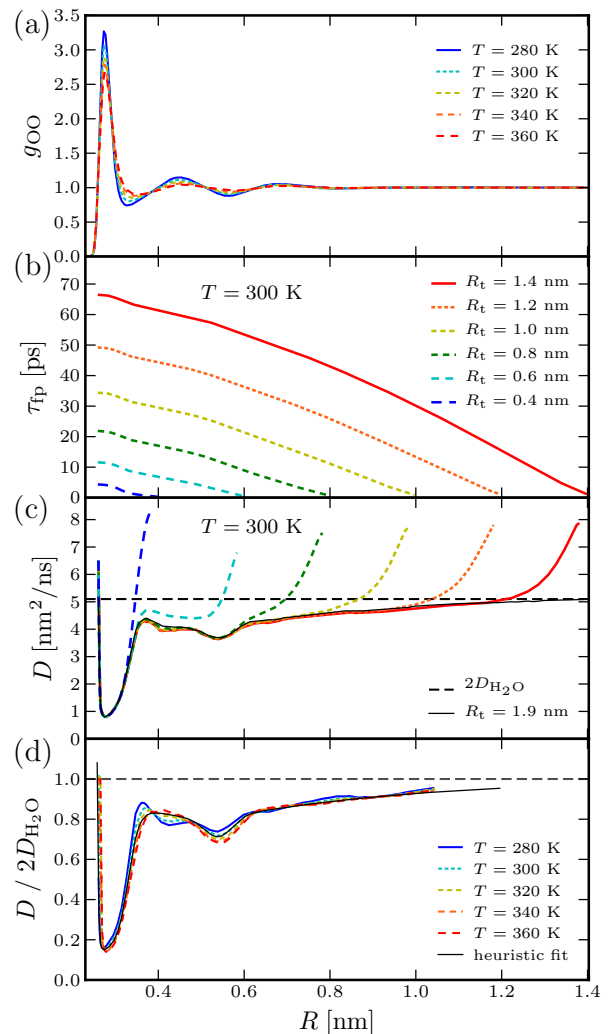 (a)
3.5
3.0
2.5
2.0
1.5
1.0
0.5
0.0
g_OO
T = 280 K
T = 300 K
T = 320 K
T = 340 K
T = 360 K
(b)
60
50
40
30
20
10
0
τ_fp [ps]
T = 300 K
R_t = 1.4 nm
R_t = 1.2 nm
R_t = 1.0 nm
R_t = 0.8 nm
R_t = 0.6 nm
R_t = 0.4 nm
(c)
8
7
6
5
4
3
2
1
D [nm²/ns]
T = 300 K
2D_H₂O
R_t = 1.9 nm
(d)
1.0
0.8
0.6
0.4
0.2
0.0
D / 2D_H₂O
T = 280 K
T = 300 K
T = 320 K
T = 340 K
T = 360 K
heuristic fit
0.4 0.6 0.8 1.0 1.2 1.4
R [nm]